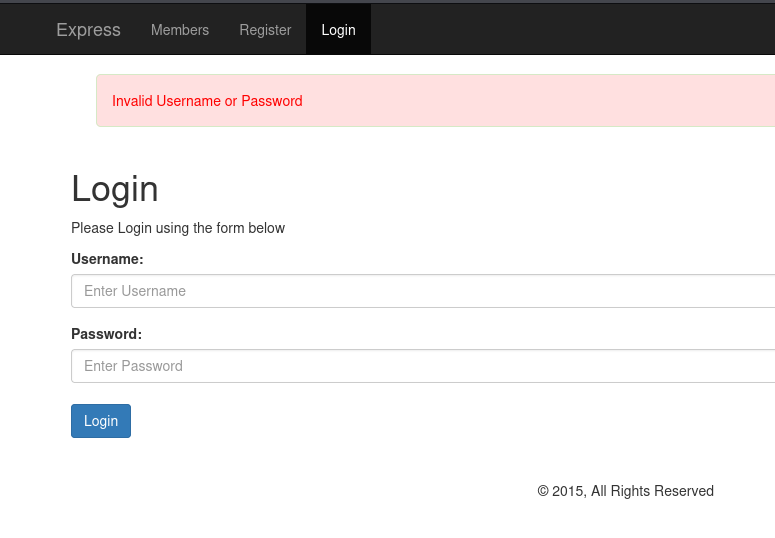 Express Members Register Login
Invalid Username or Password
Login
Please Login using the form below
Username:
Enter Username
Password:
Enter Password
Login
© 2015, All Rights Reserved